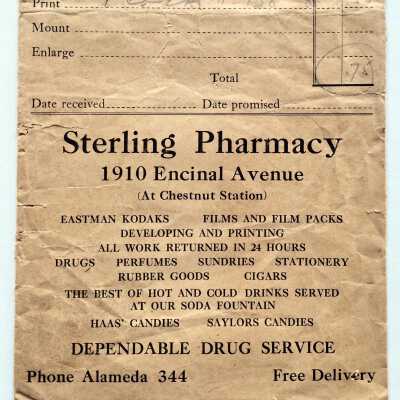 Print
Mount
Enlarge
Total
.75
Date received Date promised
Sterling Pharmacy
1910 Encinal Avenue
(At Chestnut Station)
EASTMAN KODAKS FILMS AND FILM PACKS
DEVELOPING AND PRINTING
ALL WORK RETURNED IN 24 HOURS
DRUGS PERFUMES SUNDRIES STATIONERY
RUBBER GOODS CIGARS
THE BEST OF HOT AND COLD DRINKS SERVED
AT OUR SODA FOUNTAIN
HAAS' CANDIES SAYLORS CANDIES
DEPENDABLE DRUG SERVICE
Phone Alameda 344 Free Delivery